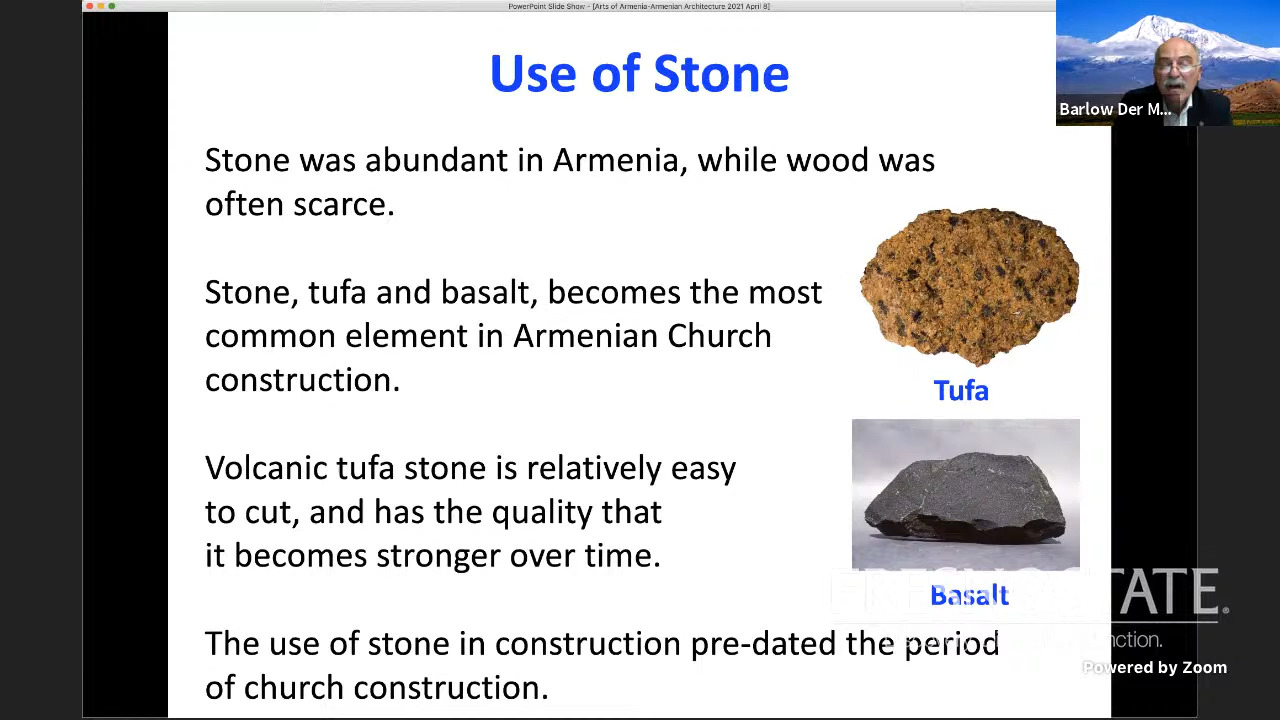 PowerPoint Slide Show - [Arts of Armenia-Armenian Architecture 2021 April 8]
Use of Stone
Barlow Der M...
Stone was abundant in Armenia, while wood was
often scarce.
Stone, tufa and basalt, becomes the most
common element in Armenian Church
construction.
Tufa
Volcanic tufa stone is relatively easy
to cut, and has the quality that
it becomes stronger over time.
Basalt
STATE®
The use of stone in construction pre-dated the period
of church construction.
Powered by Zoom